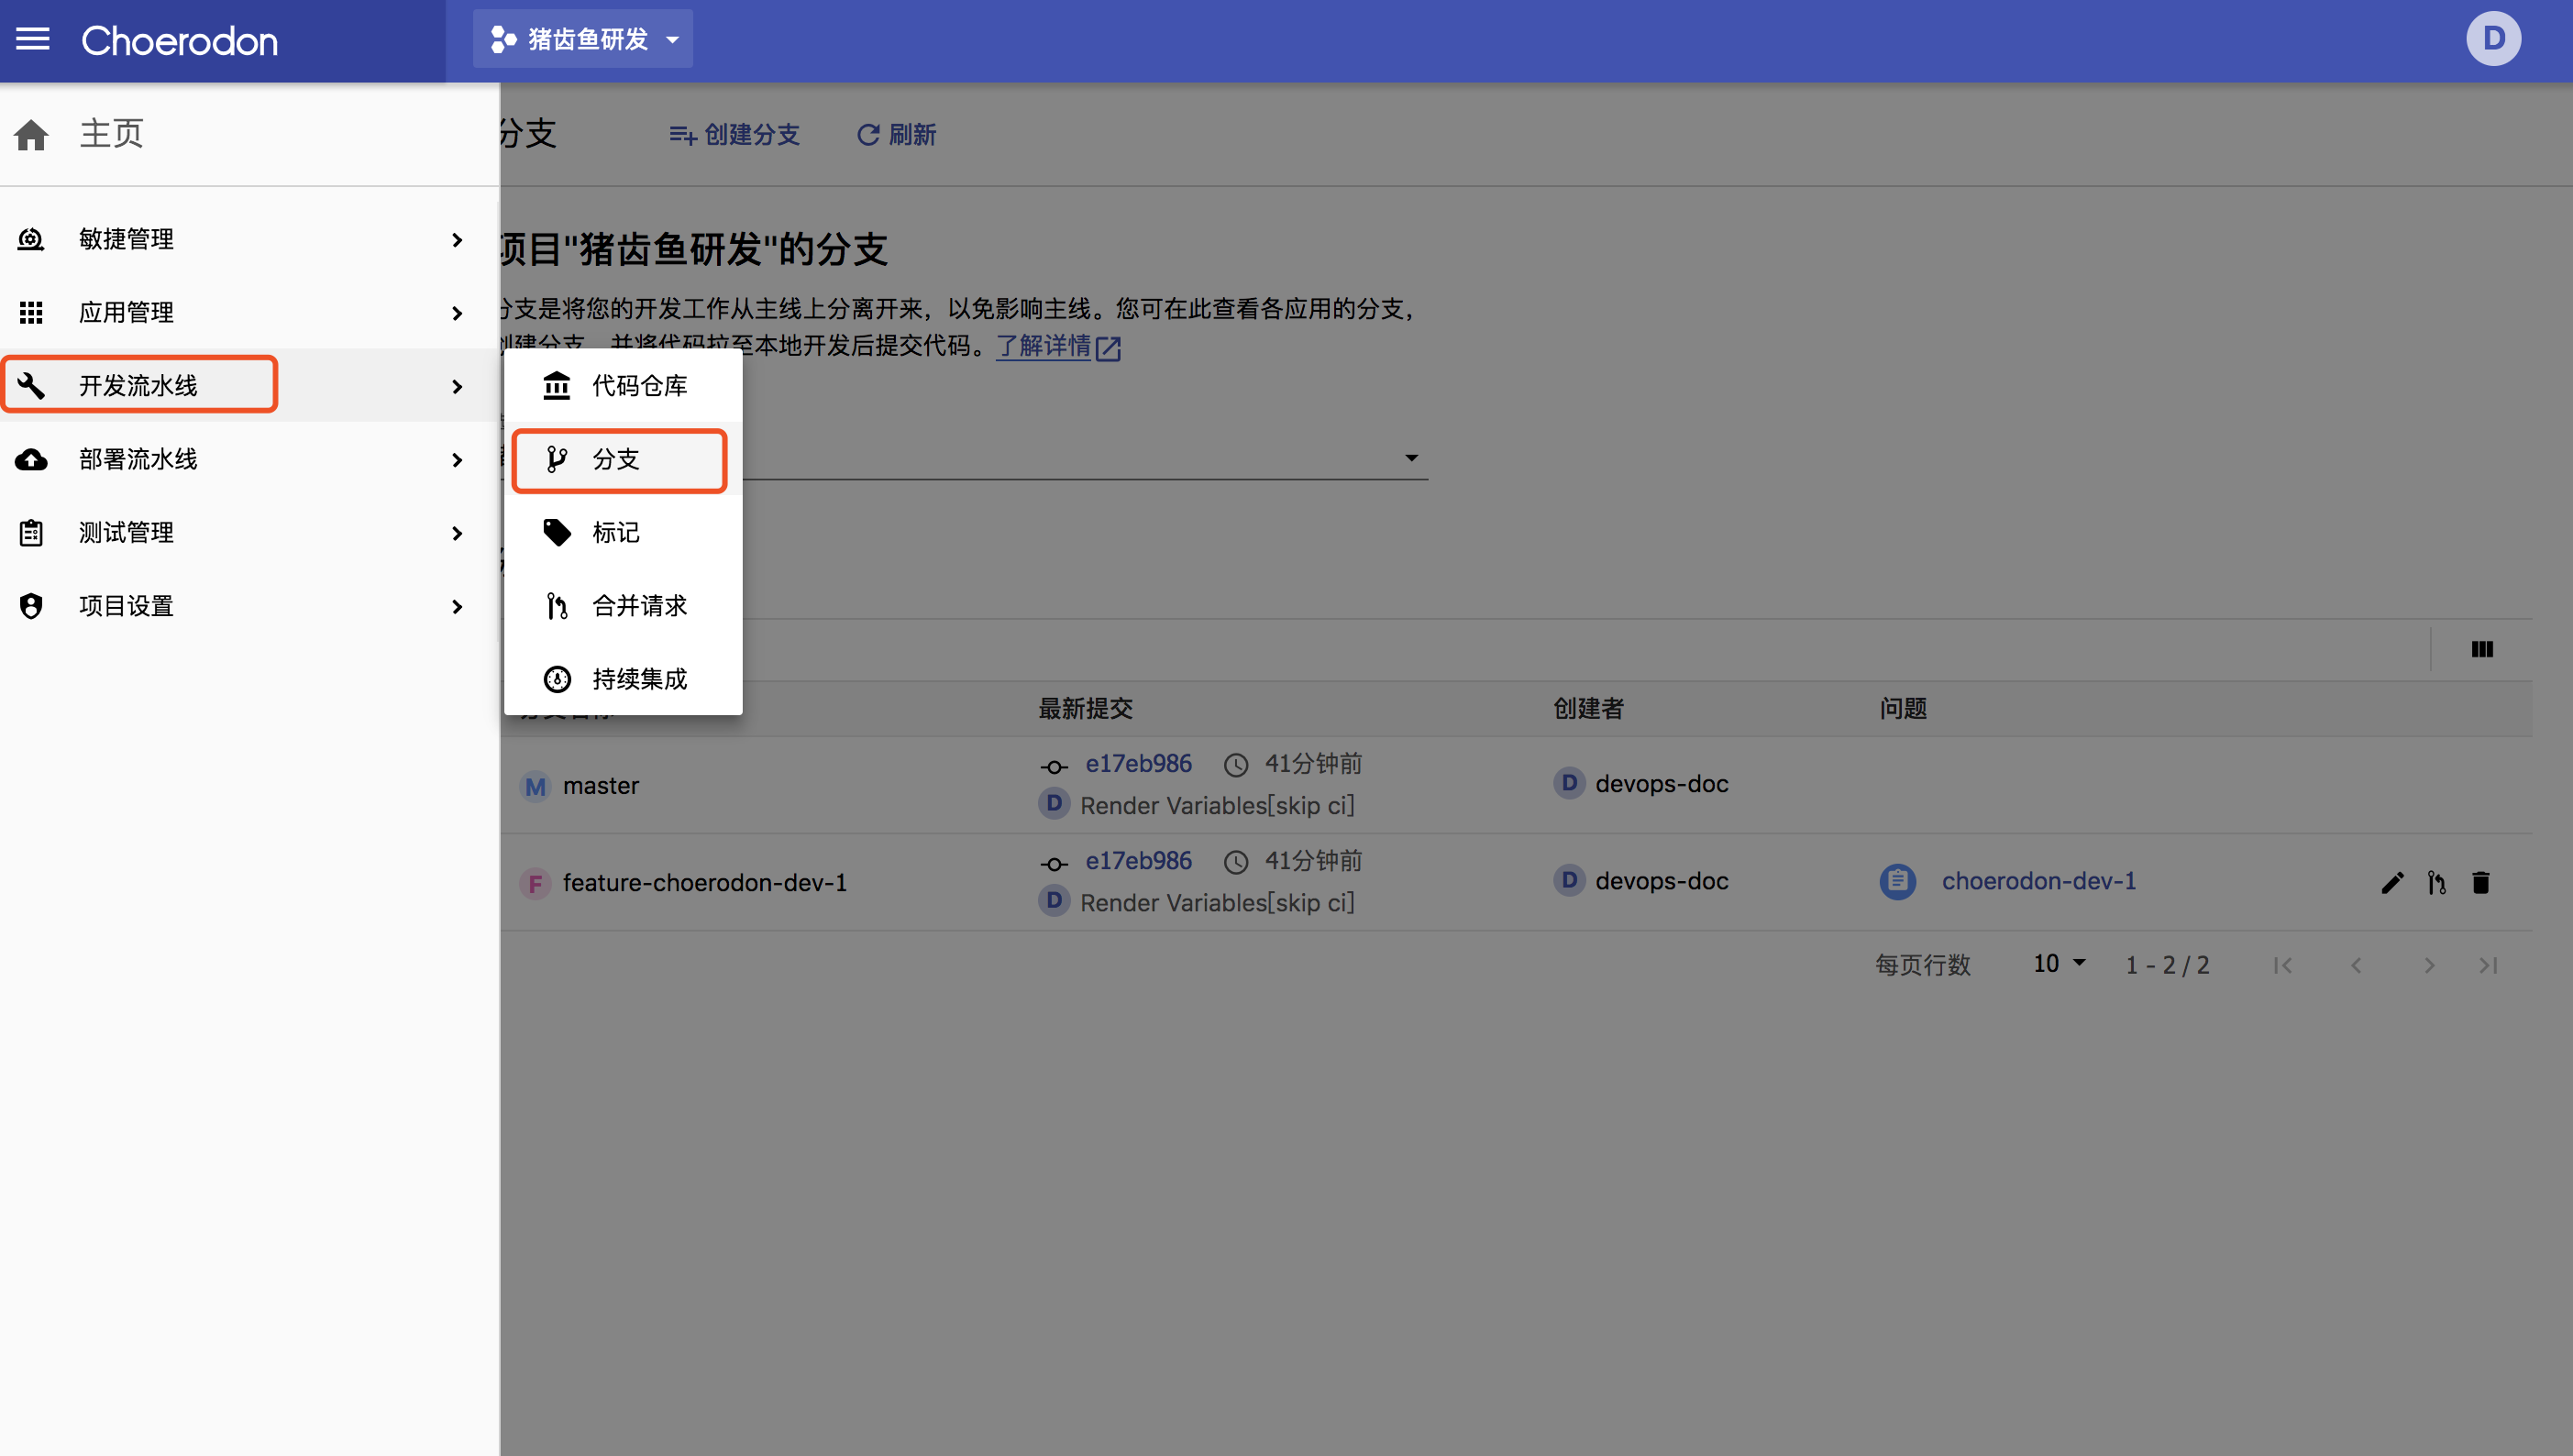 Choerodon
猪齿鱼研发
D
主页
分支
创建分支
刷新
敏捷管理
应用管理
开发流水线
部署流水线
测试管理
项目设置
代码仓库
分支
标记
合并请求
持续集成
项目"猪齿鱼研发"的分支
分支是将您的开发工作从主线上分离开来，以免影响主线。您可在此查看各应用的分支，
创建分支，并将代码拉至本地开发后提交代码。了解详情
分支名称 最新提交 创建者 问题
M master e17eb986 41分钟前 D devops-doc
D Render Variables[skip ci]
F feature-choerodon-dev-1 e17eb986 41分钟前 D devops-doc choerodon-dev-1
D Render Variables[skip ci]
每页行数 10 1 - 2 / 2